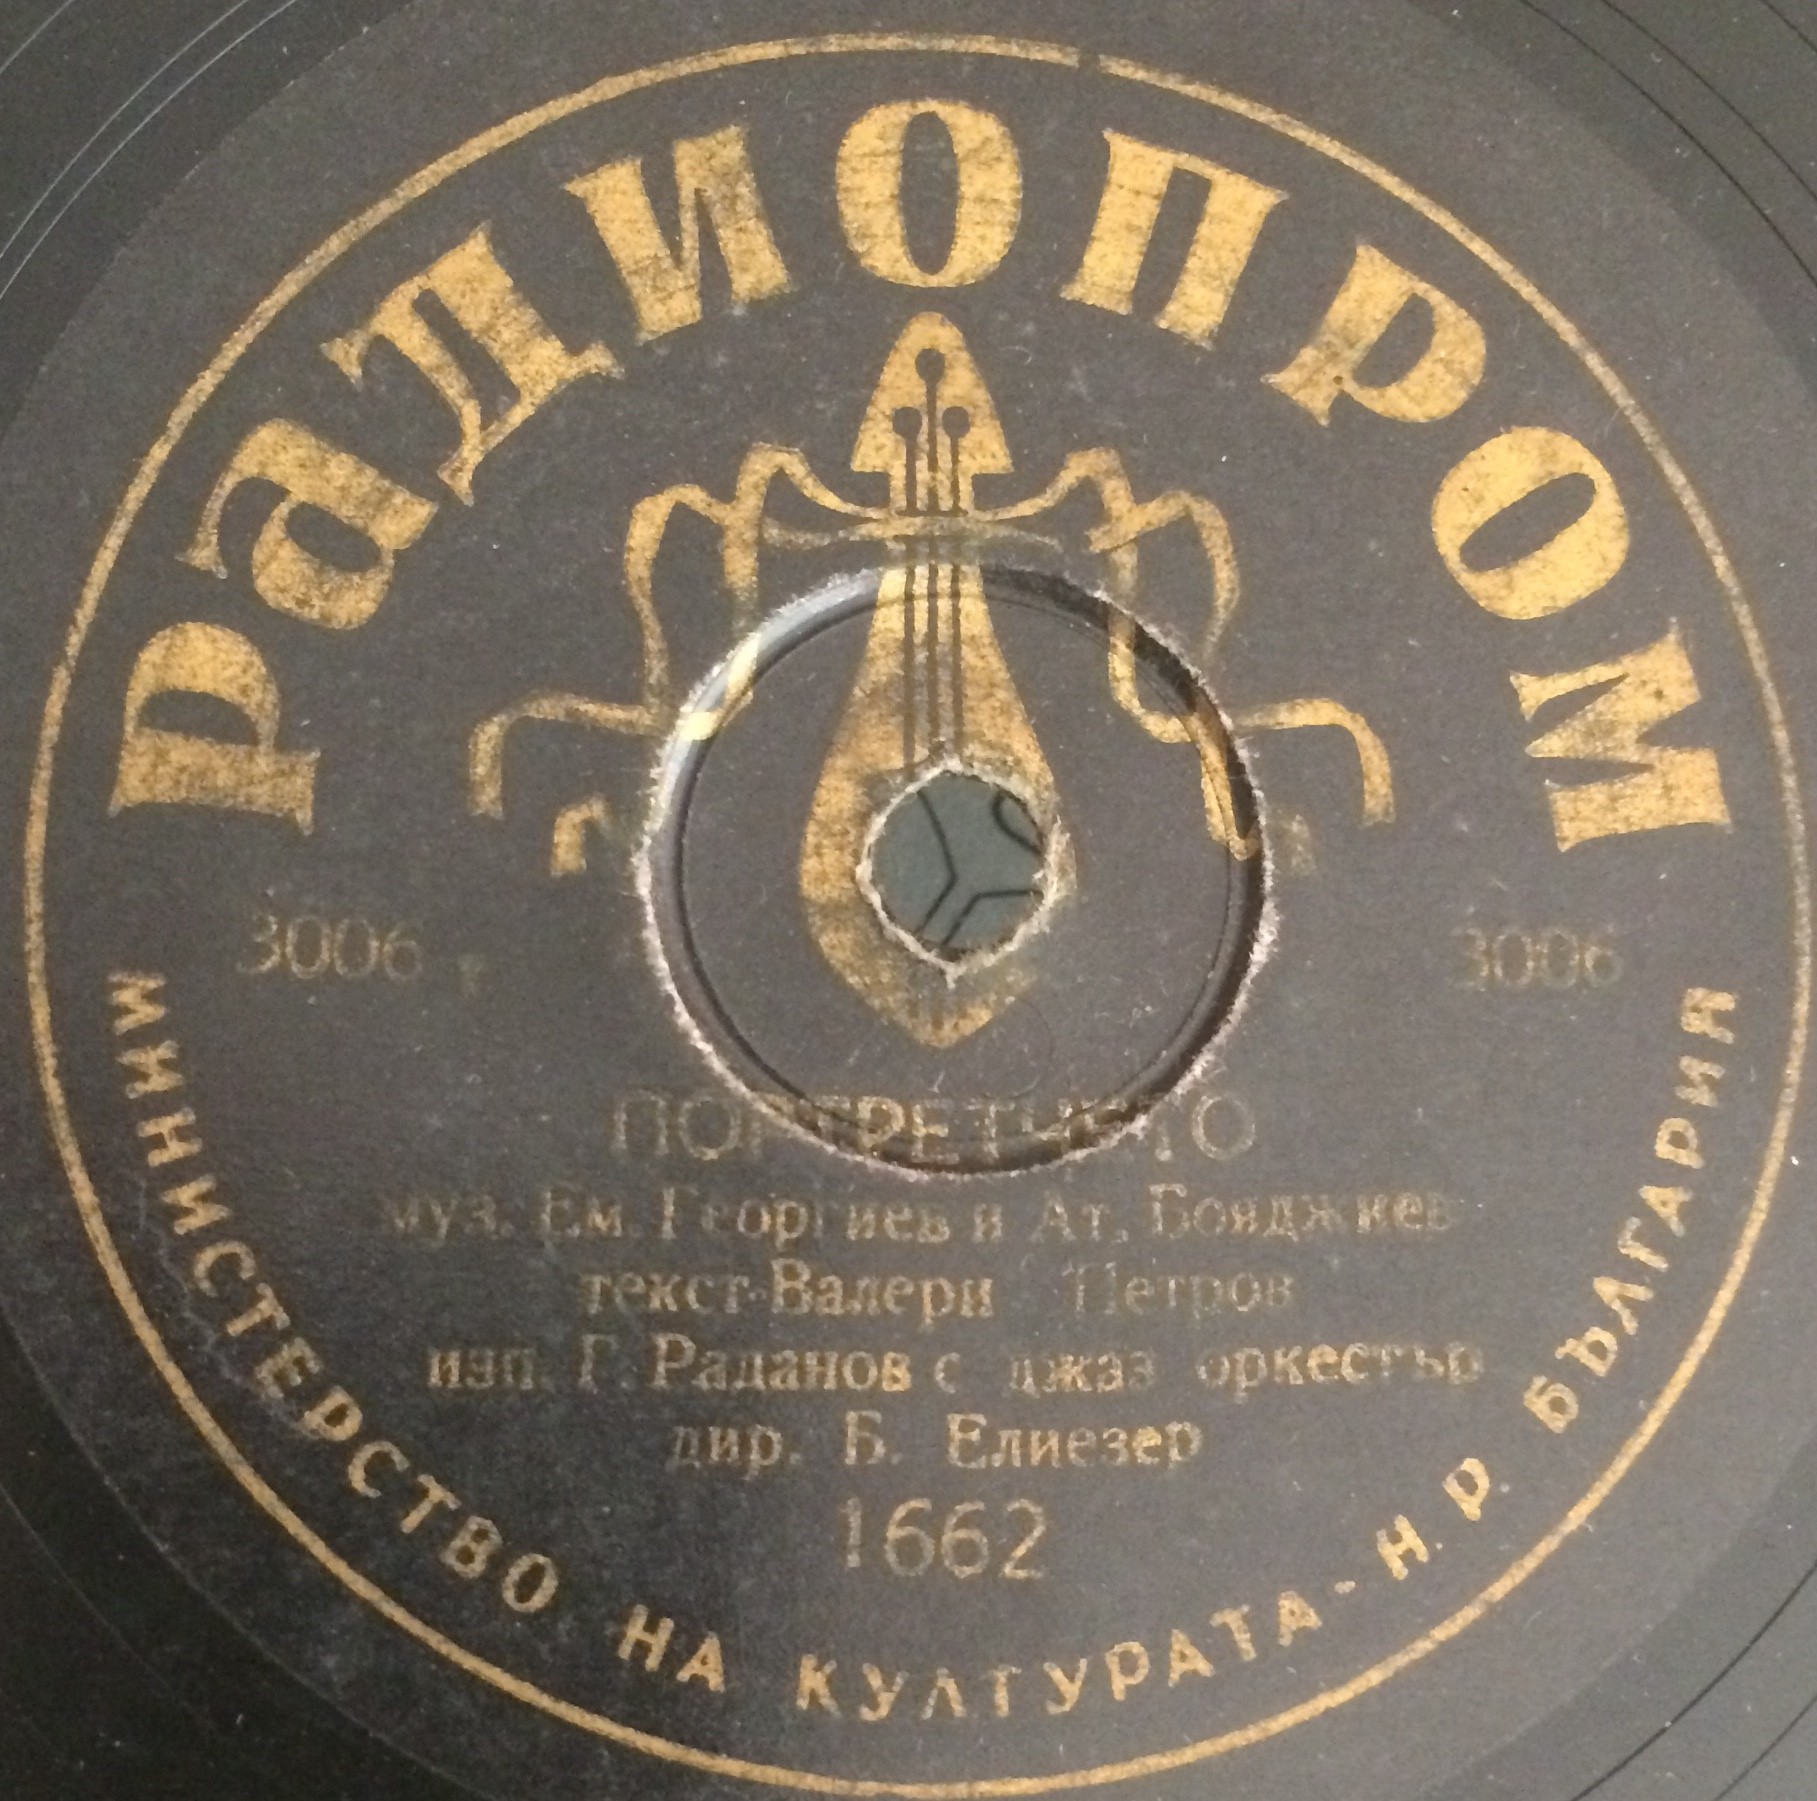 РАДИОПРОМ
3006 3006
ПОРТРЕТЧЕТО
муз. Ем. Георгиев и Ат. Бояджиев
текст-Валери Петров
изп. Г. Раданов с джаз оркестър
дир. Б. Елиезер
1662
МИНИСТЕРСТВО НА КУЛТУРАТА-Н.Р. БЪЛГАРИЯ